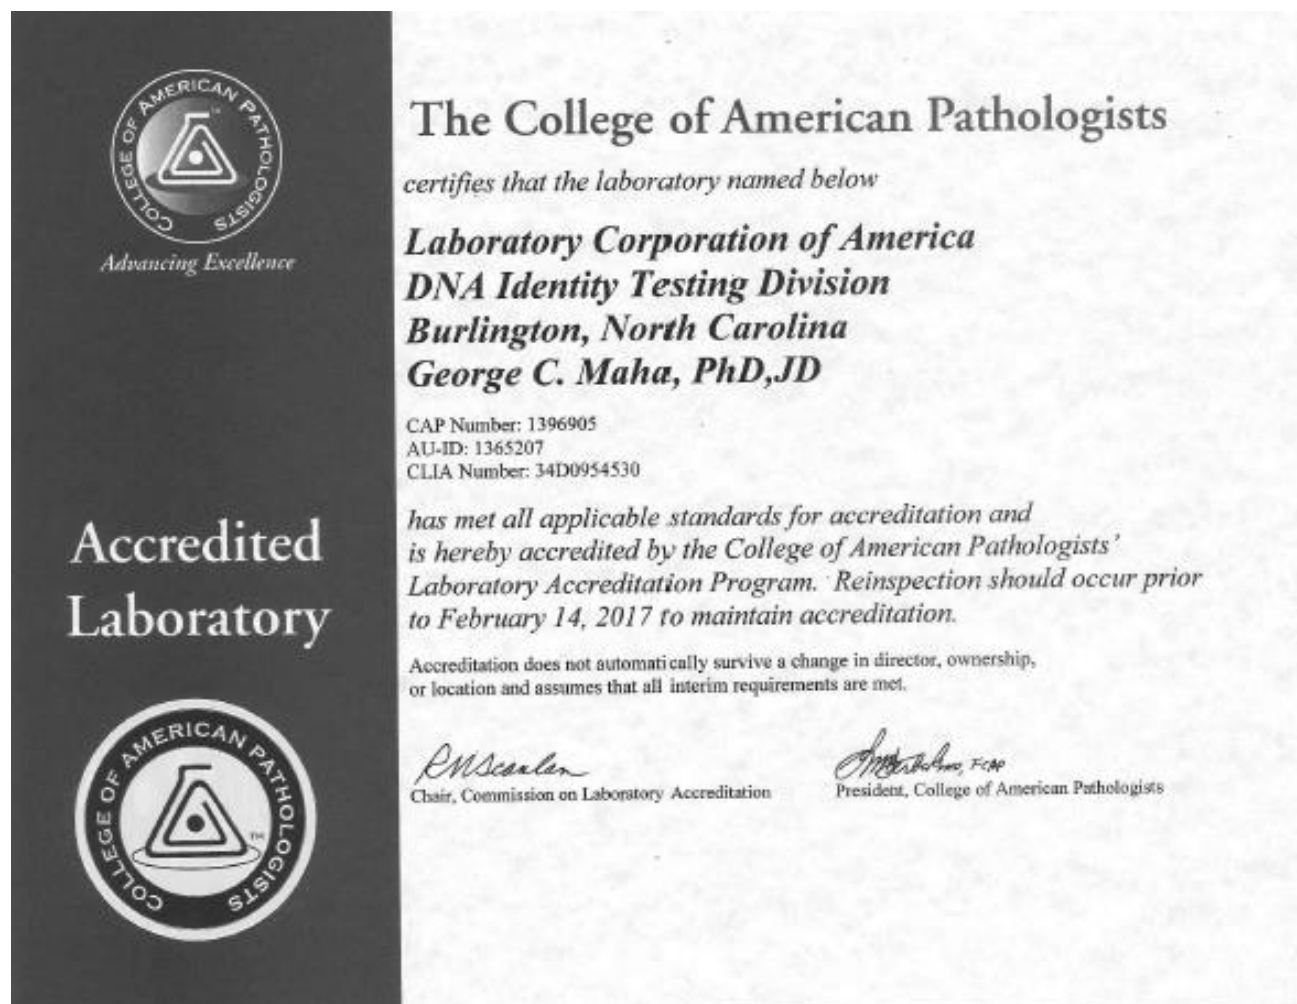 COLLEGE OF AMERICAN PATHOLOGISTS
Advancing Excellence
Accredited
Laboratory
COLLEGE OF AMERICAN PATHOLOGISTS
TM
The College of American Pathologists
certifies that the laboratory named below
Laboratory Corporation of America
DNA Identity Testing Division
Burlington, North Carolina
George C. Maha, PhD,JD
CAP Number: 1396905
AU-ID: 1365207
CLIA Number: 34D0954530
has met all applicable standards for accreditation and
is hereby accredited by the College of American Pathologists'
Laboratory Accreditation Program. Reinspection should occur prior
to February 14, 2017 to maintain accreditation.
Accreditation does not automatically survive a change in director, ownership,
or location and assumes that all interim requirements are met.
FCAP
Chair, Commission on Laboratory Accreditation
President, College of American Pathologists